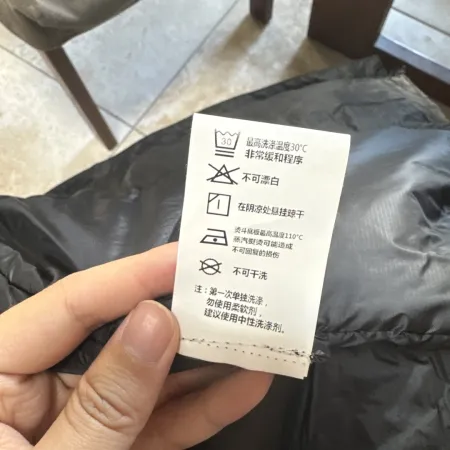 30
最高洗涤温度30℃
非常缓和程序
不可漂白
在阴凉处悬挂晾干
熨斗底板最高温度110℃
蒸汽熨烫可能造成
不可回复的损伤
不可干洗
注：第一次单独洗涤，
勿使用柔软剂，
建议使用中性洗涤剂。